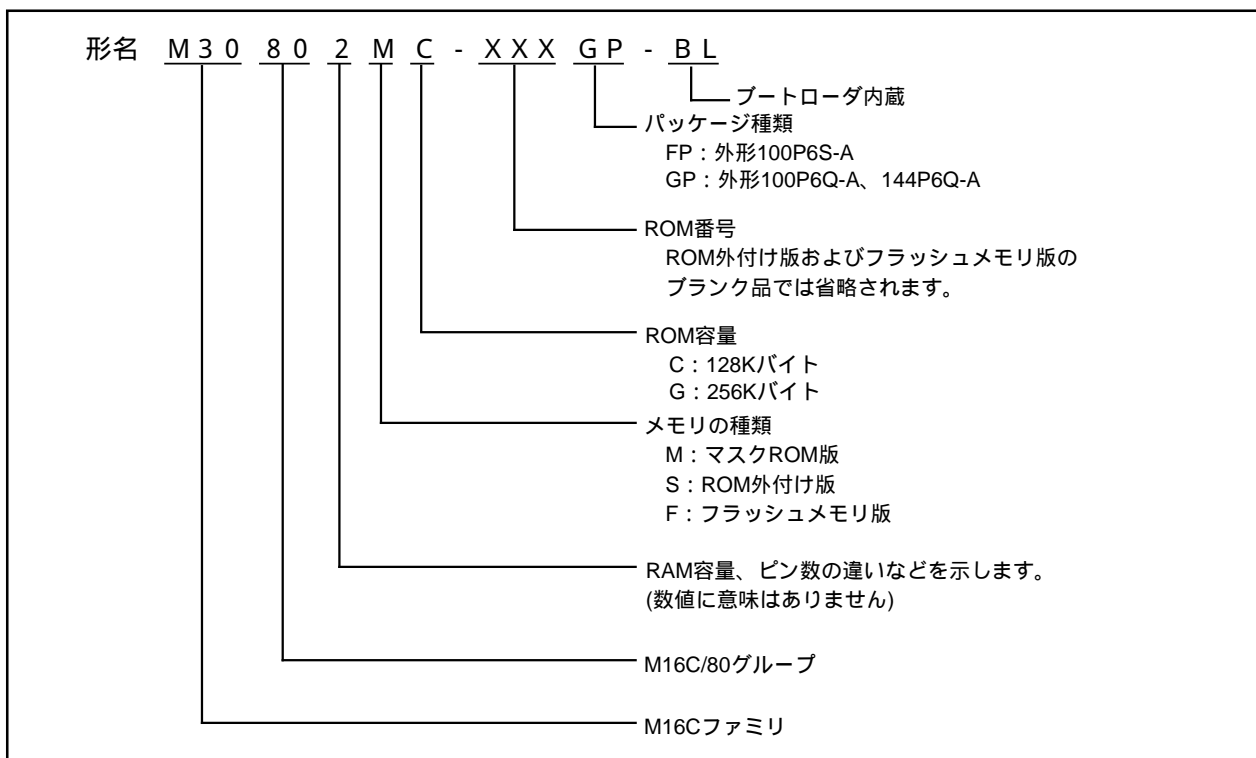 形名 M30802MC-XXXGP-BL
ブートローダ内蔵
パッケージ種類
FP：外形100P6S-A
GP：外形100P6Q-A、144P6Q-A
ROM番号
ROM外付け版およびフラッシュメモリ版の
ブランク品では省略されます。
ROM容量
C：128Kバイト
G：256Kバイト
メモリの種類
M：マスクROM版
S：ROM外付け版
F：フラッシュメモリ版
RAM容量、ピン数の違いなどを示します。
(数値に意味はありません)
M16C/80グループ
M16Cファミリ